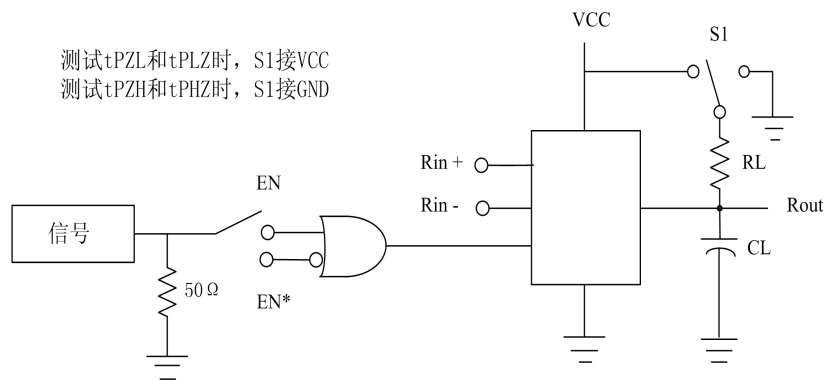 VCC
S1
测试tPZL和tPLZ时，S1接VCC
测试tPZH和tPHZ时，S1接GND
Rin +
RL
EN
Rin -
Rout
信号
CL
50Ω
EN*